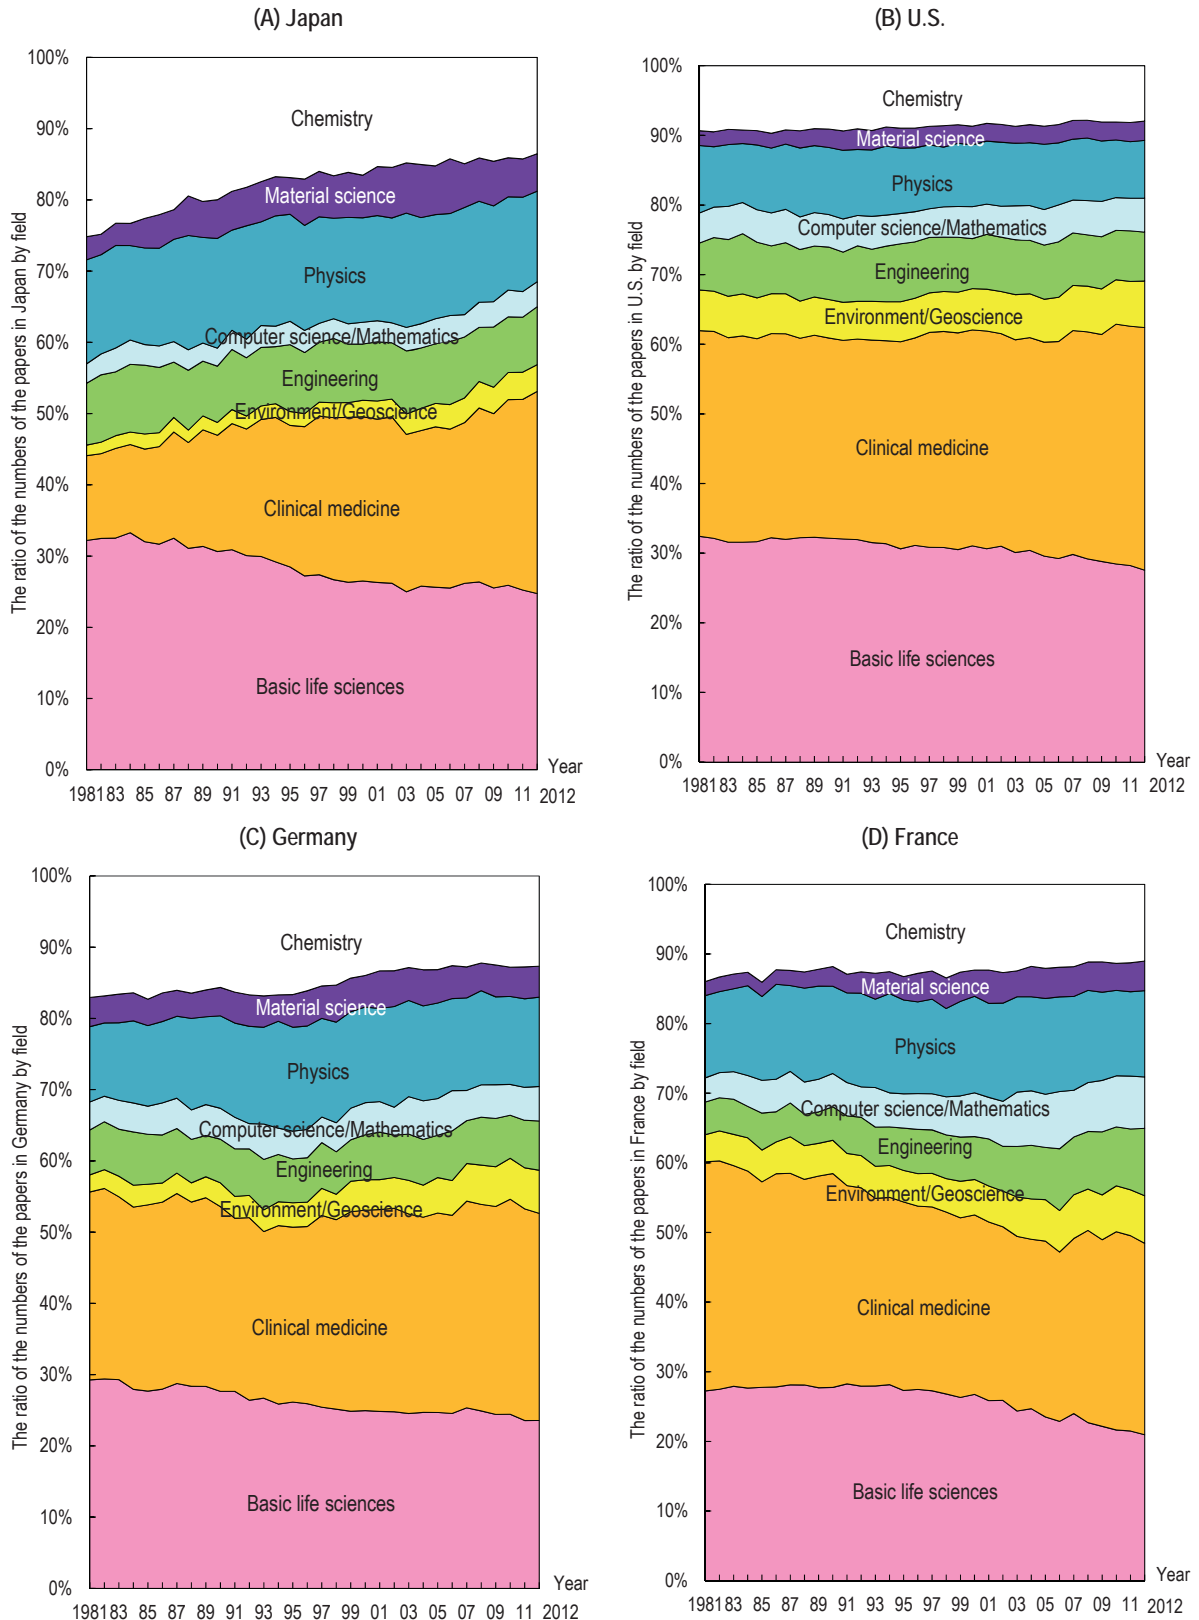 (A) Japan
The ratio of the numbers of the papers in Japan by field
100%
90%
80%
70%
60%
50%
40%
30%
20%
10%
0%
Chemistry
Material science
Physics
Computer science/Mathematics
Engineering
Environment/Geoscience
Clinical medicine
Basic life sciences
Year
1981 83 85 87 89 91 93 95 97 99 01 03 05 07 09 11 2012
(B) U.S.
The ratio of the numbers of the papers in U.S. by field
100%
90%
80%
70%
60%
50%
40%
30%
20%
10%
0%
Chemistry
Material science
Physics
Computer science/Mathematics
Engineering
Environment/Geoscience
Clinical medicine
Basic life sciences
Year
1981 83 85 87 89 91 93 95 97 99 01 03 05 07 09 11 2012
(C) Germany
The ratio of the numbers of the papers in Germany by field
100%
90%
80%
70%
60%
50%
40%
30%
20%
10%
0%
Chemistry
Material science
Physics
Computer science/Mathematics
Engineering
Environment/Geoscience
Clinical medicine
Basic life sciences
Year
1981 83 85 87 89 91 93 95 97 99 01 03 05 07 09 11 2012
(D) France
The ratio of the numbers of the papers in France by field
100%
90%
80%
70%
60%
50%
40%
30%
20%
10%
0%
Chemistry
Material science
Physics
Computer science/Mathematics
Engineering
Environment/Geoscience
Clinical medicine
Basic life sciences
Year
1981 83 85 87 89 91 93 95 97 99 01 03 05 07 09 11 2012